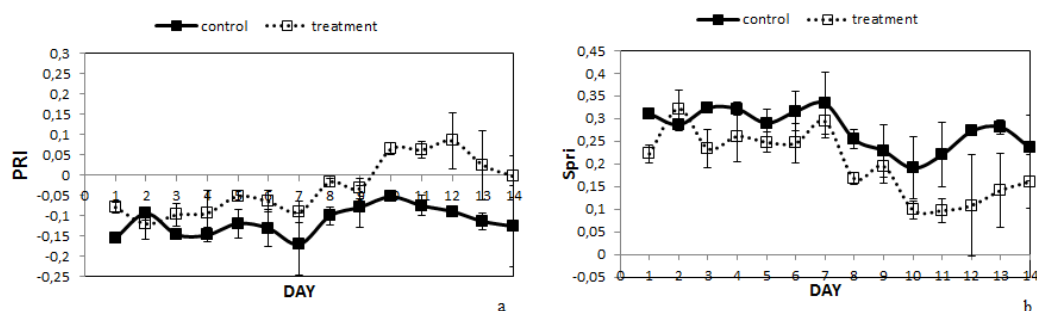 control treatment
0,3
0,25
0,2
0,15
0,1
0,05
0
-0,05
-0,1
-0,15
-0,2
-0,25
PRI
0 1 2 3 4 5 6 7 8 9 10 11 12 13 14
DAY
a
control treatment
0,45
0,4
0,35
0,3
0,25
0,2
0,15
0,1
0,05
0
-0,05
Spri
0 1 2 3 4 5 6 7 8 9 10 11 12 13 14
DAY
b